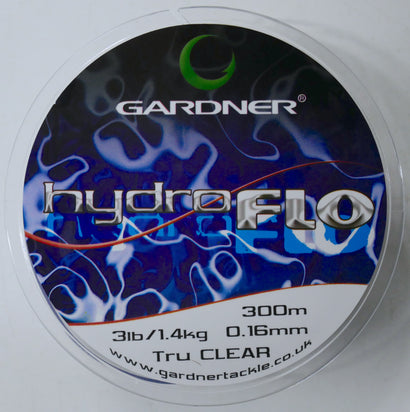 GARDNER®
hydroFLO
300m
3lb/1.4kg 0.16mm
Tru CLEAR
www.gardnertackle.co.uk